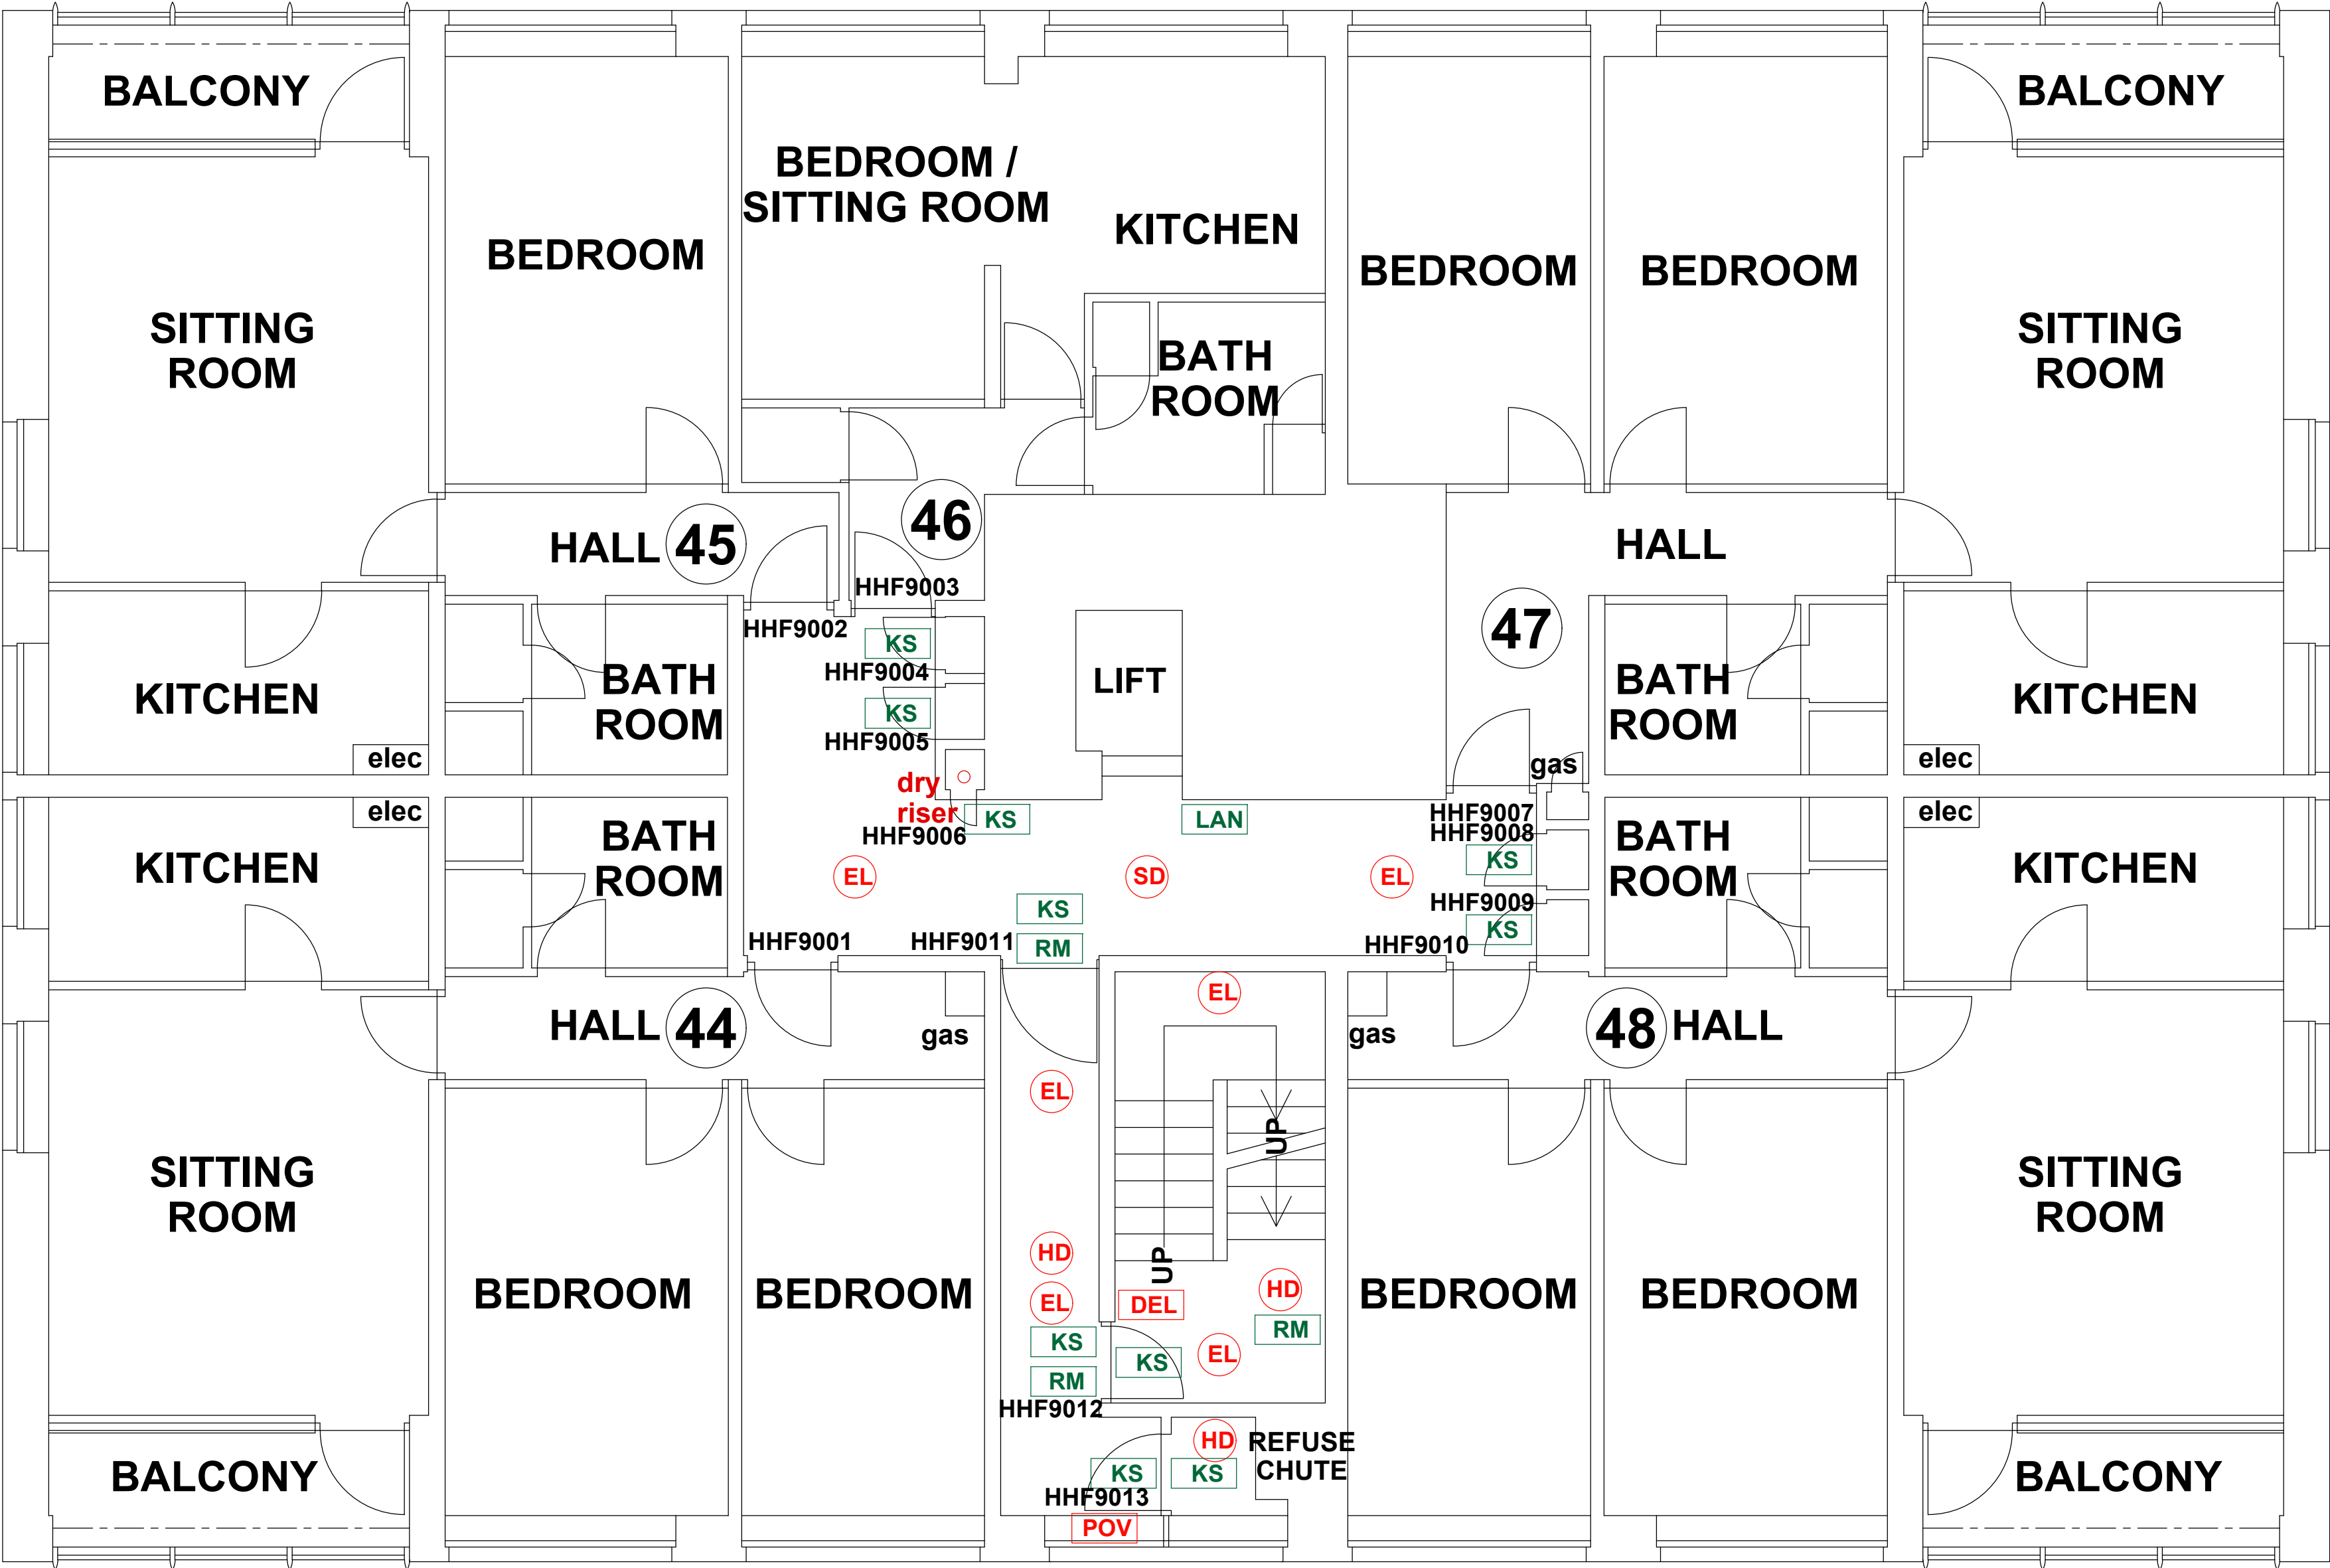 BALCONY
BALCONY
BEDROOM /
SITTING ROOM
KITCHEN
BEDROOM
BEDROOM
BEDROOM
SITTING
ROOM
SITTING
ROOM
BATH
ROOM
46
HALL 45
HALL
HHF9003
HHF9002
KS
47
HHF9004
KITCHEN
BATH
ROOM
LIFT
BATH
ROOM
KITCHEN
KS
HHF9005
elec
gas
elec
dry
riser
HHF9006
KS
LAN
HHF9007
HHF9008
elec
elec
KITCHEN
BATH
ROOM
KS
BATH
ROOM
KITCHEN
EL
SD
EL
KS
HHF9009
KS
HHF9001
HHF9011
RM
HHF9010
EL
HALL 44
gas
gas
48 HALL
EL
UP
SITTING
ROOM
SITTING
ROOM
HD
UP
BEDROOM
BEDROOM
HD
BEDROOM
BEDROOM
EL
DEL
RM
KS
KS
EL
RM
HHF9012
HD
REFUSE
CHUTE
BALCONY
KS
KS
BALCONY
HHF9013
POV